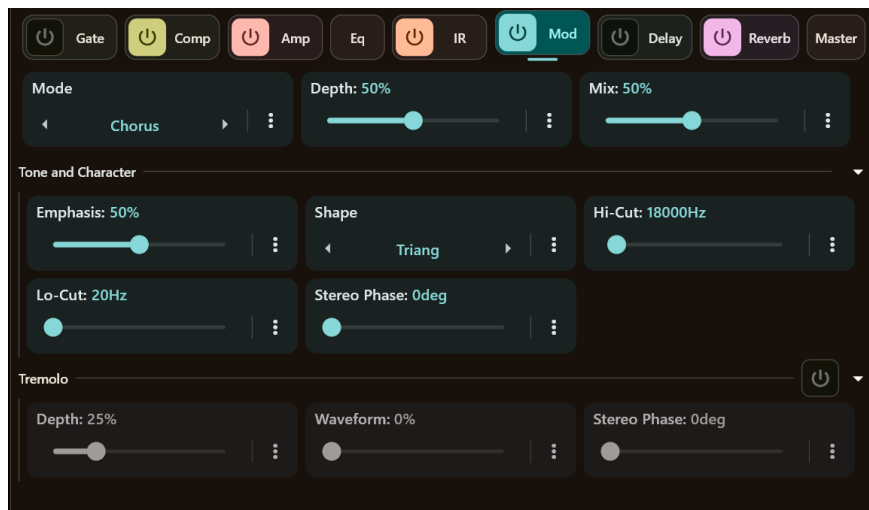 Gate Comp Amp Eq IR Mod Delay Reverb Master
Mode Depth: 50% Mix: 50%
Chorus
Tone and Character
Emphasis: 50% Shape Hi-Cut: 18000Hz
Triang
Lo-Cut: 20Hz Stereo Phase: 0deg
Tremolo
Depth: 25% Waveform: 0% Stereo Phase: 0deg